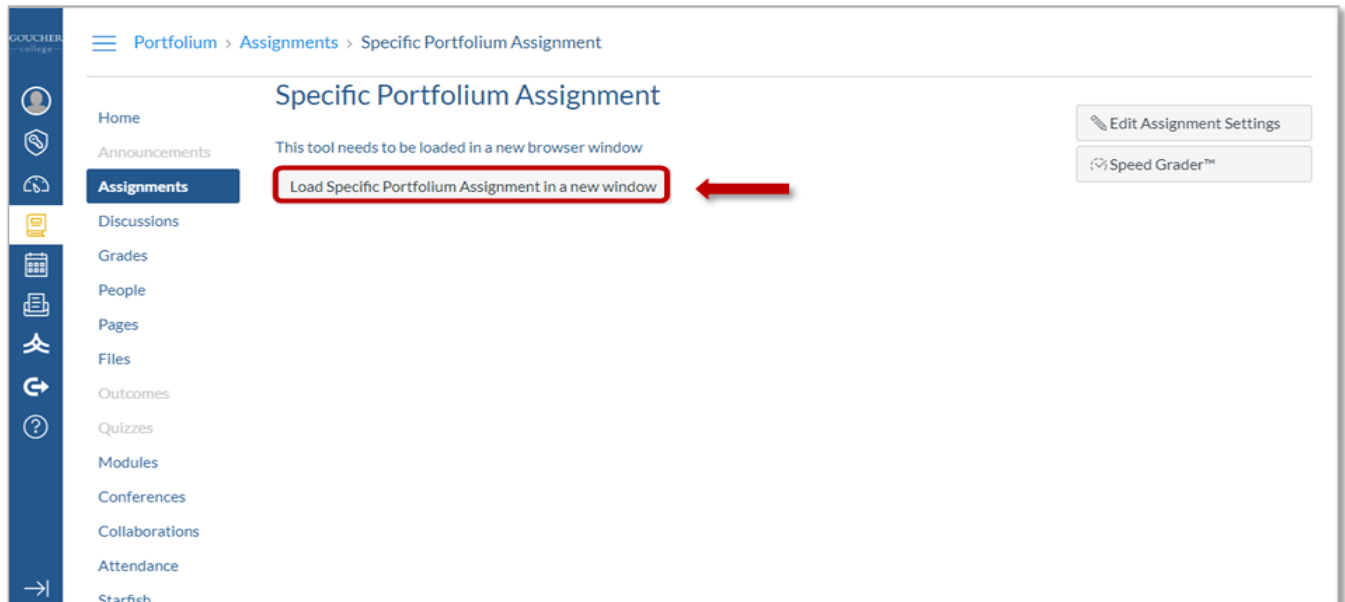 GOUCHER
college
Portfolium > Assignments > Specific Portfolium Assignment
Specific Portfolium Assignment
This tool needs to be loaded in a new browser window
Load Specific Portfolium Assignment in a new window
Edit Assignment Settings
Speed Grader™
Home
Announcements
Assignments
Discussions
Grades
People
Pages
Files
Outcomes
Quizzes
Modules
Conferences
Collaborations
Attendance
Starfish